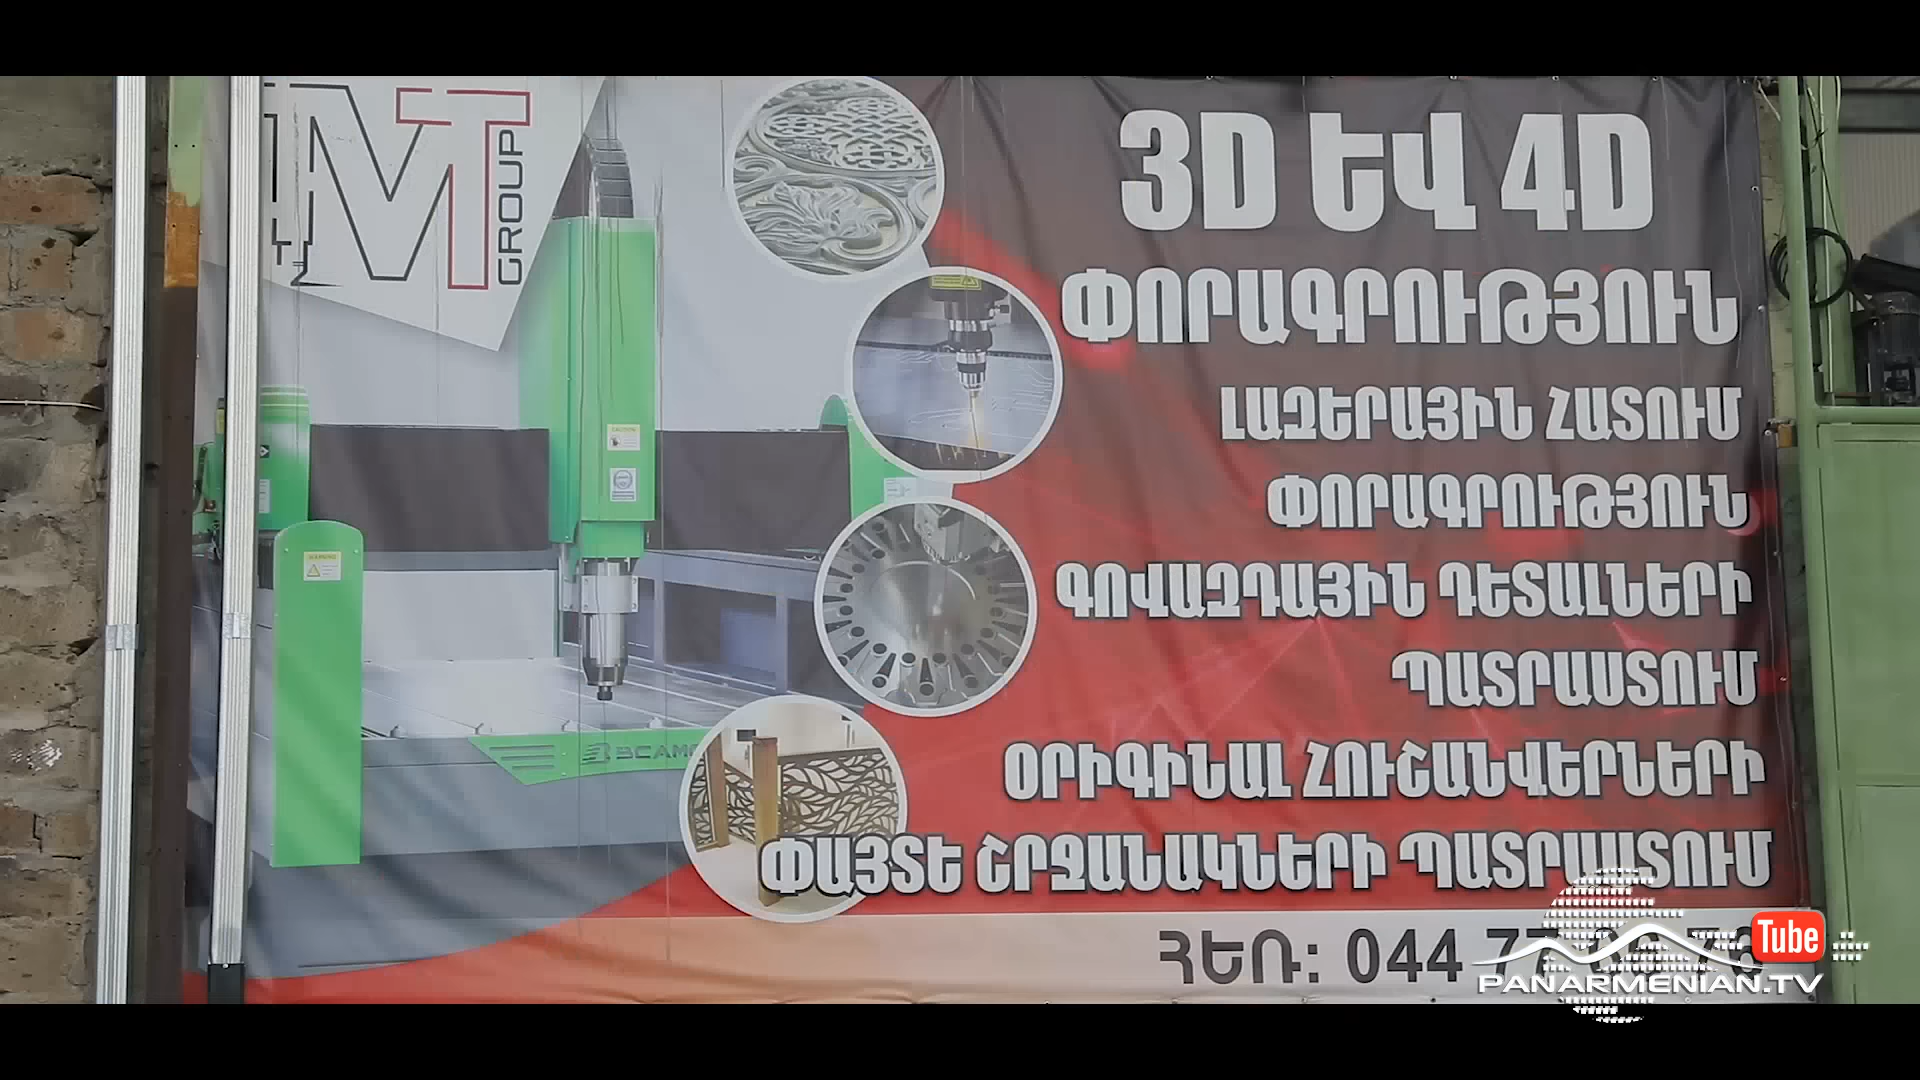 MT
GROUP
3D ԵՎ 4D
ՓՈՐԱԳՐՈՒԹՅՈՒՆ
ԼԱԶԵՐԱՅԻՆ ՀԱՏՈՒՄ
ՓՈՐԱԳՐՈՒԹՅՈՒՆ
ԳՈՎԱԶԴԱՅԻՆ ԴԵՏԱԼՆԵՐԻ
ՊԱՏՐԱՍՏՈՒՄ
ՕՐԻԳԻՆԱԼ ՀՈՒՇԱՆՎԵՐՆԵՐԻ
ՓԱՅՏԵ ՇՐՋԱՆԱԿՆԵՐԻ ՊԱՏՐԱՍՏՈՒՄ
ՀԵՌ: 044 77
Tube
PANARMENIAN.TV